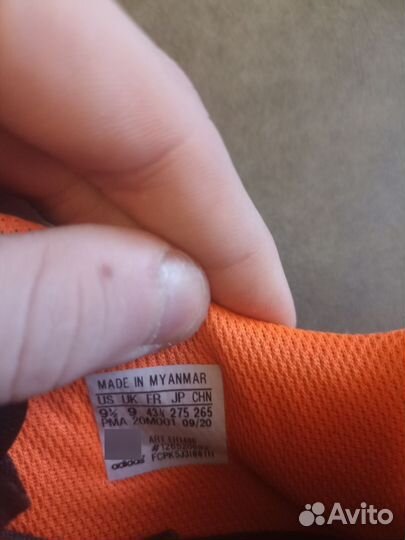 MADE IN MYANMAR
US UK FR JP CHN
9½ 9 43⅓ 275 265
PMA 20M001 09/20
ART
adidas
Avito